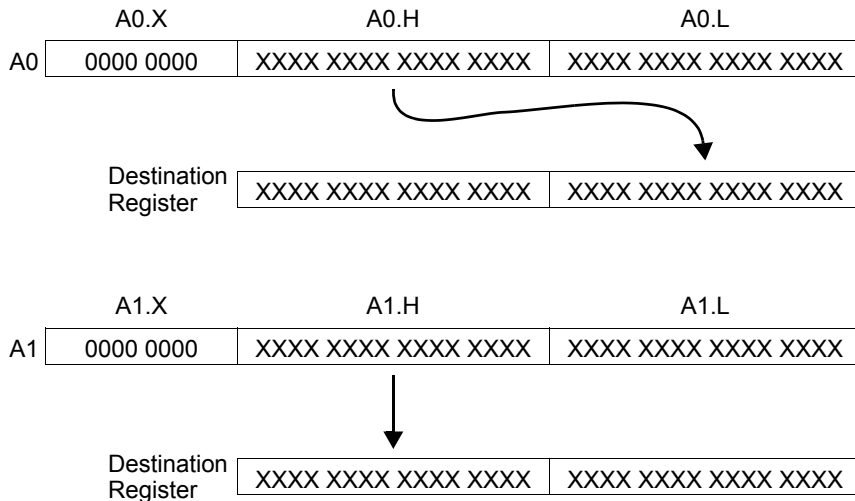 A0.X A0.H A0.L
A0 0000 0000 XXXX XXXX XXXX XXXX XXXX XXXX XXXX XXXX
Destination
Register XXXX XXXX XXXX XXXX XXXX XXXX XXXX XXXX
A1.X A1.H A1.L
A1 0000 0000 XXXX XXXX XXXX XXXX XXXX XXXX XXXX XXXX
Destination
Register XXXX XXXX XXXX XXXX XXXX XXXX XXXX XXXX